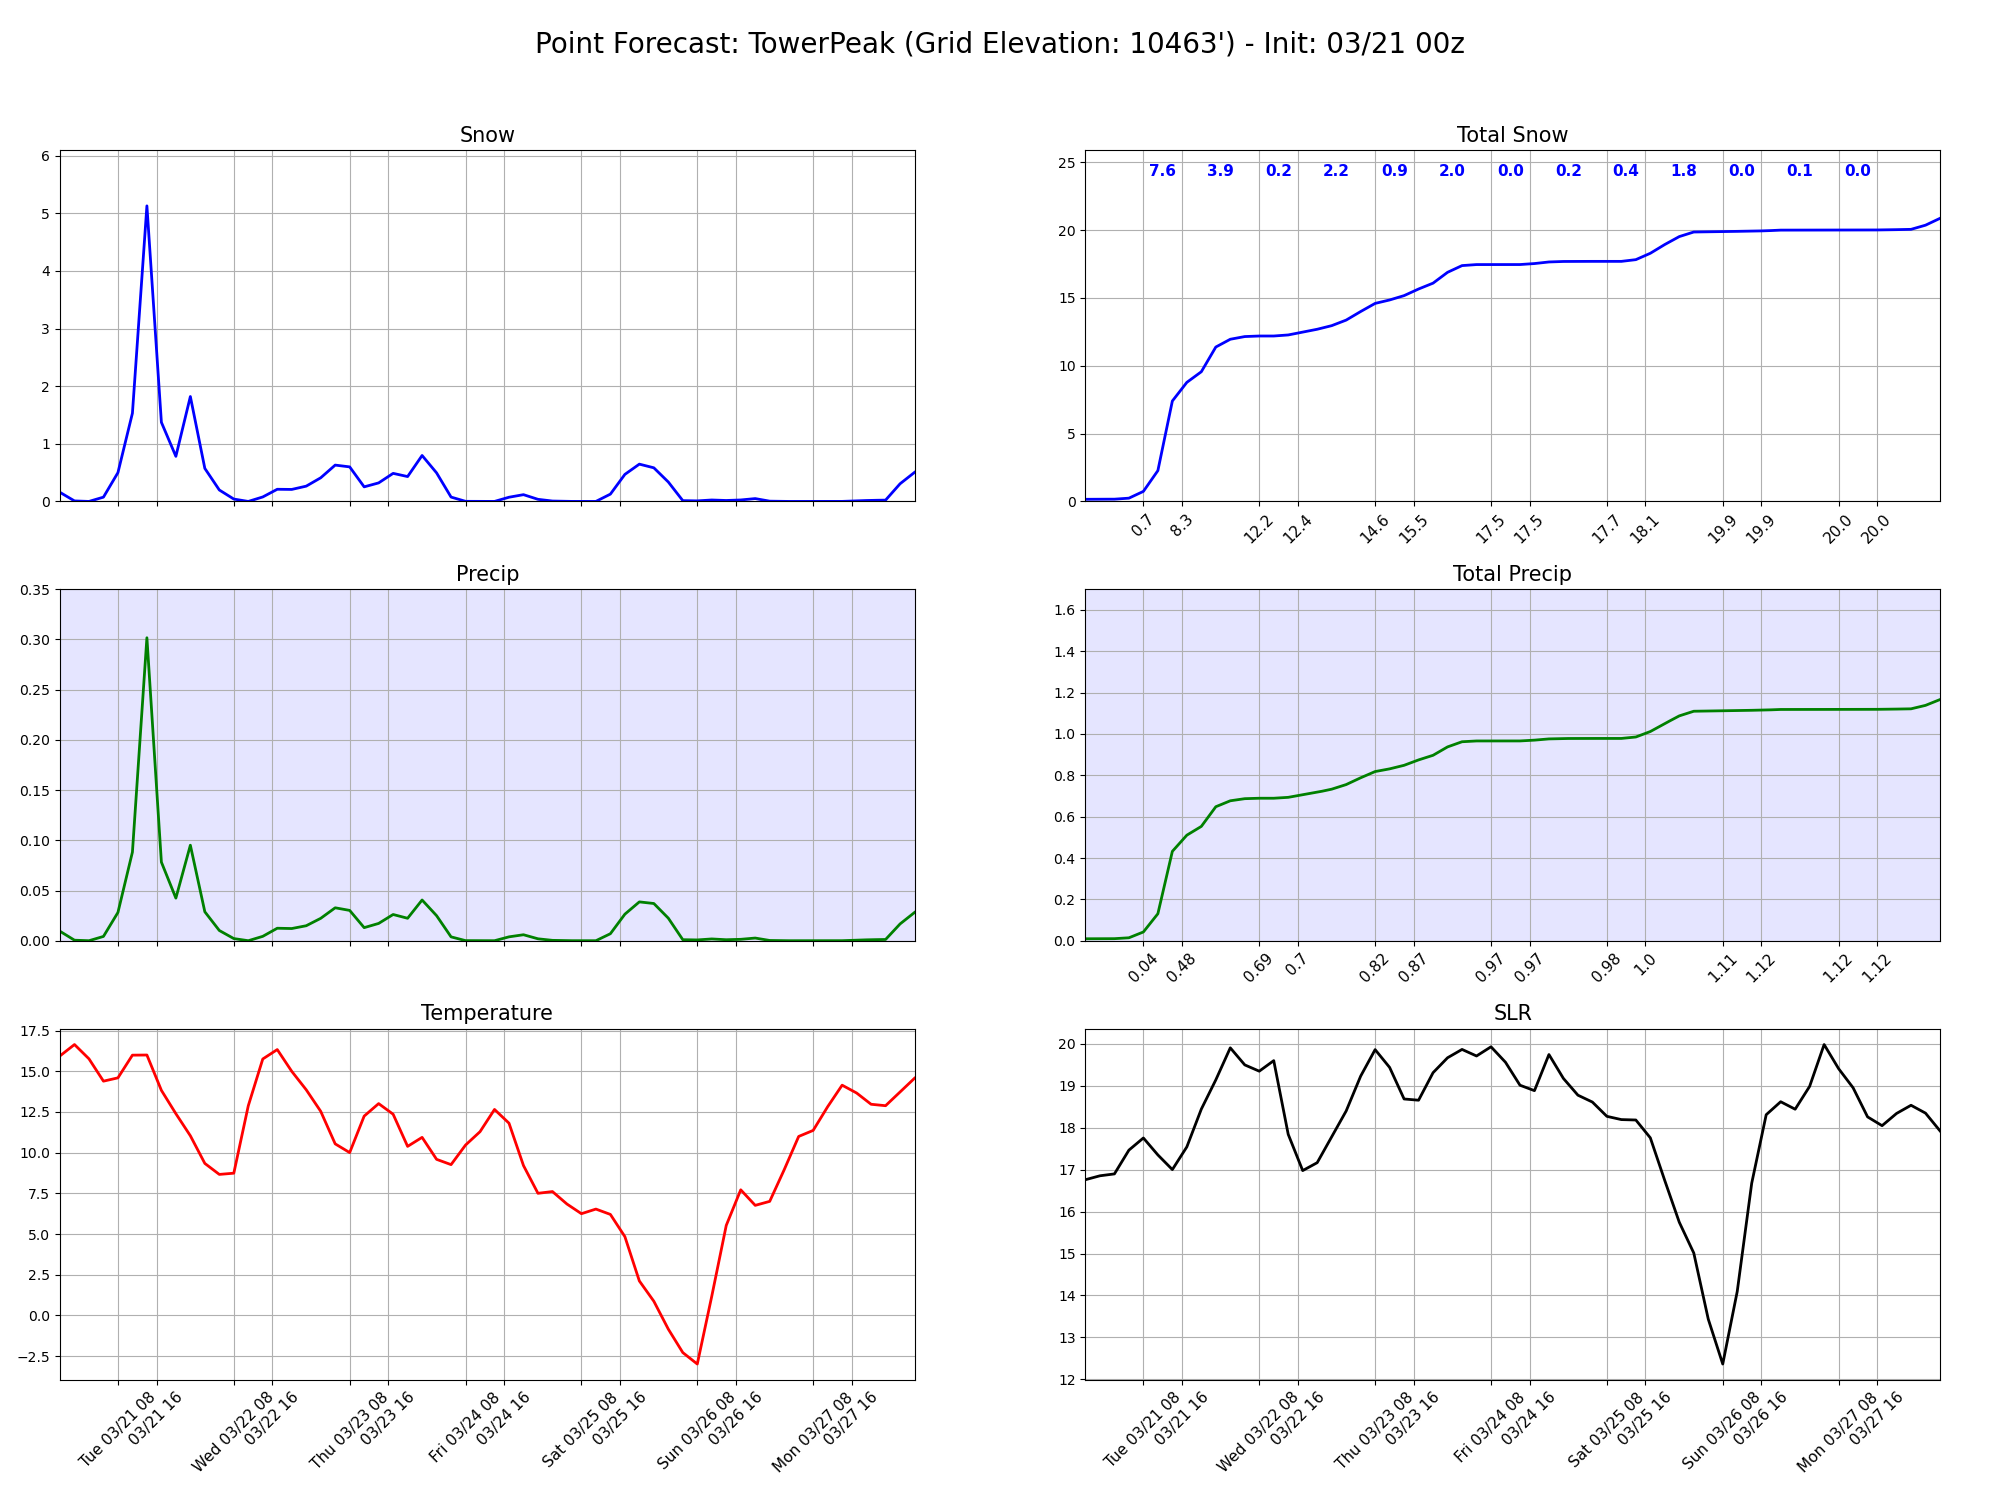 Point Forecast: TowerPeak (Grid Elevation: 10463') - Init: 03/21 00z
Snow
6
5
4
3
2
1
0
Total Snow
7.6 3.9 0.2 2.2 0.9 2.0 0.0 0.2 0.4 1.8 0.0 0.1 0.0
25
20
15
10
5
0
0.7 8.3 12.2 12.4 14.6 15.5 17.5 17.5 17.7 18.1 19.9 19.9 20.0 20.0
Precip
0.35
0.30
0.25
0.20
0.15
0.10
0.05
0.00
Total Precip
1.6
1.4
1.2
1.0
0.8
0.6
0.4
0.2
0.0
0.04 0.48 0.69 0.7 0.82 0.87 0.97 0.97 0.98 1.0 1.11 1.12 1.12 1.12
Temperature
17.5
15.0
12.5
10.0
7.5
5.0
2.5
0.0
−2.5
Tue 03/21 08
03/21 16
Wed 03/22 08
03/22 16
Thu 03/23 08
03/23 16
Fri 03/24 08
03/24 16
Sat 03/25 08
03/25 16
Sun 03/26 08
03/26 16
Mon 03/27 08
03/27 16
SLR
20
19
18
17
16
15
14
13
12
Tue 03/21 08
03/21 16
Wed 03/22 08
03/22 16
Thu 03/23 08
03/23 16
Fri 03/24 08
03/24 16
Sat 03/25 08
03/25 16
Sun 03/26 08
03/26 16
Mon 03/27 08
03/27 16